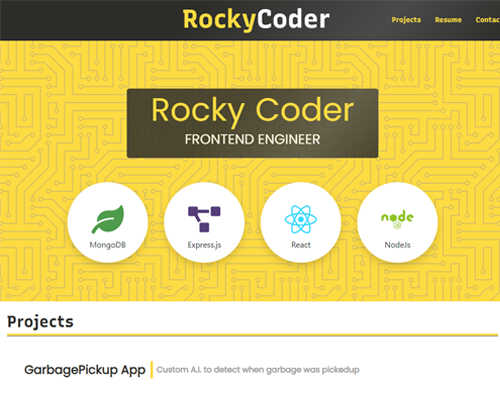 RockyCoder
Projects Resume Contac
Rocky Coder
FRONTEND ENGINEER
MongoDB
Express.js
React
node
NodeJs
Projects
GarbagePickup App
Custom A.I. to detect when garbage was pickedup